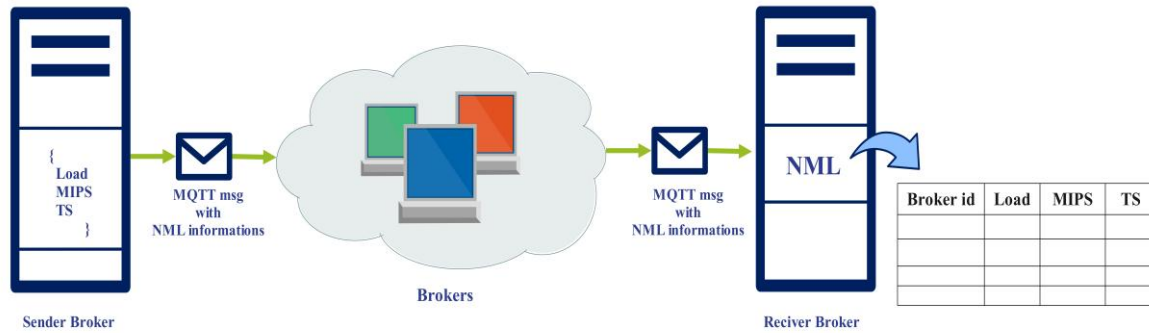 {
Load
MIPS
TS
}
Sender Broker
MQTT msg
with
NML informations
Brokers
MQTT msg
with
NML informations
NML
Reciver Broker
Broker id Load MIPS TS